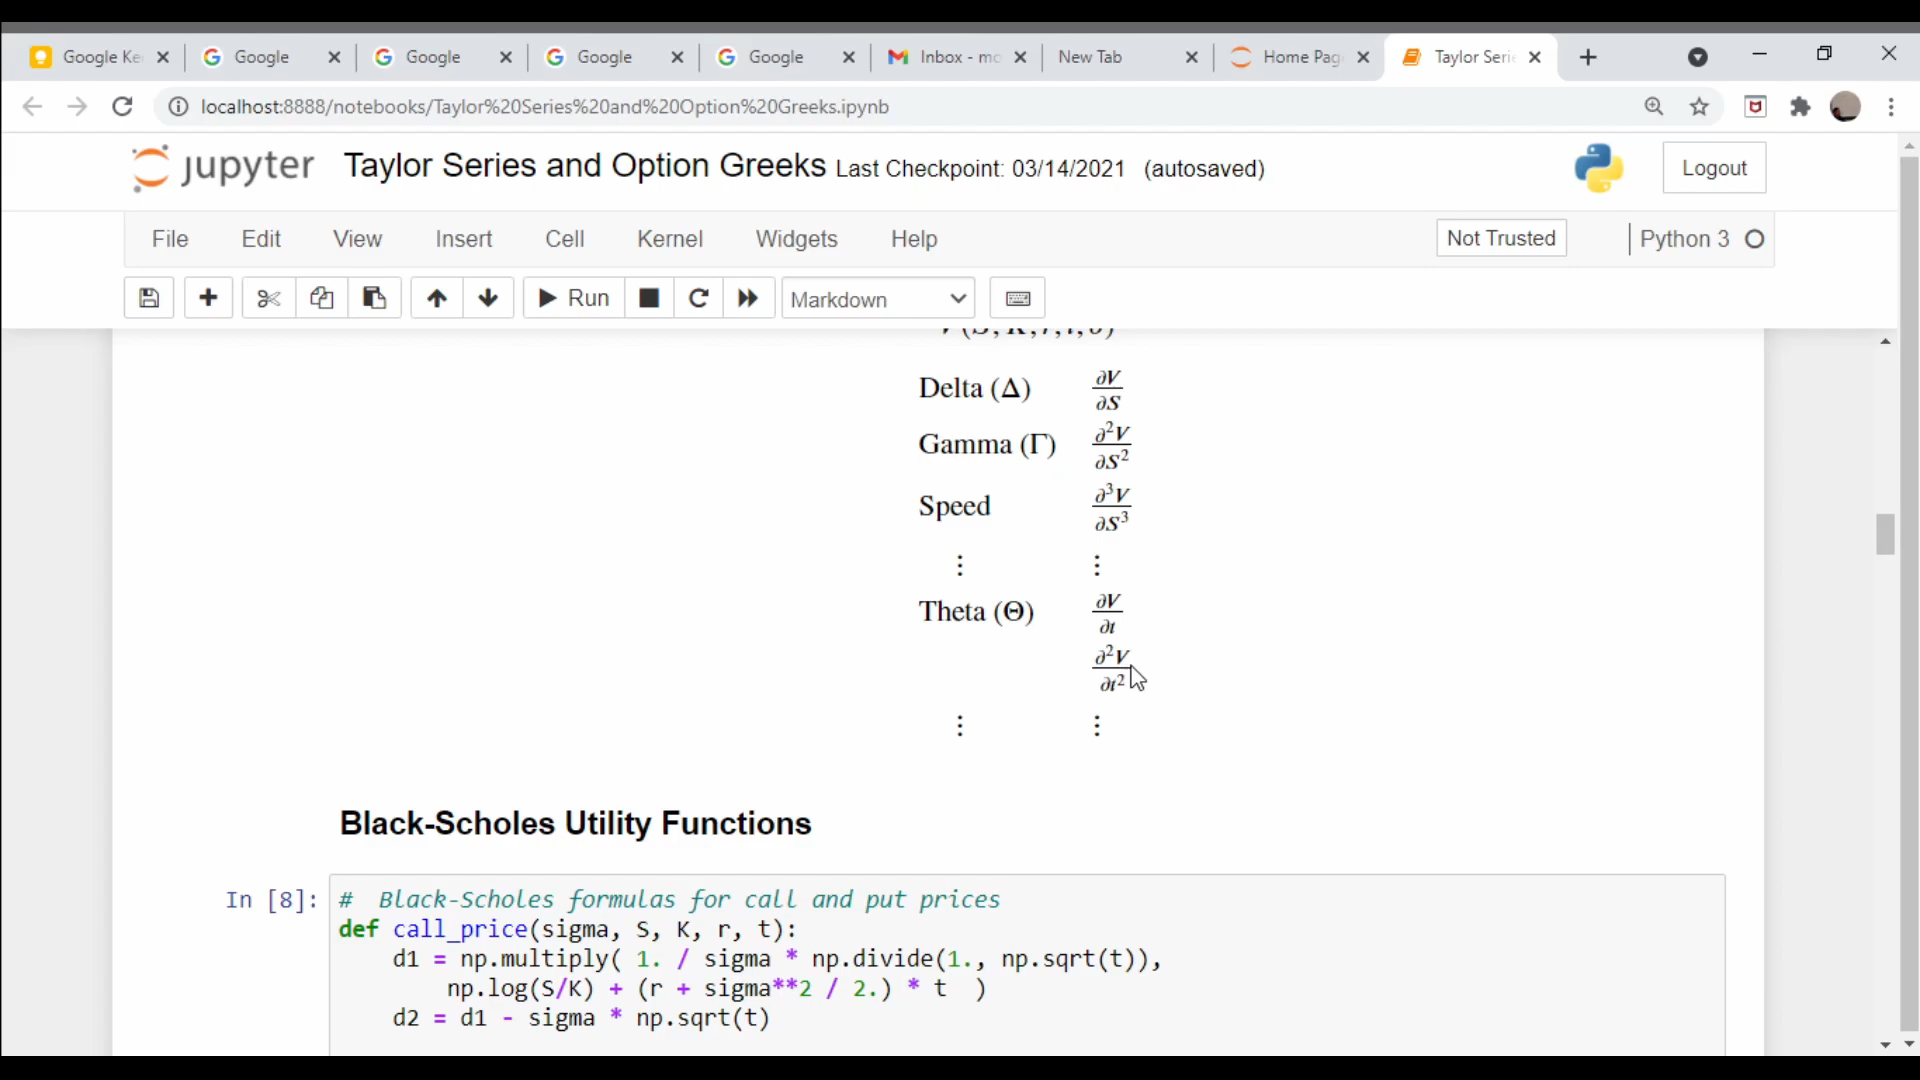 Google Ke
Google
Google
Google
Google
Inbox - mo
New Tab
Home Pag
Taylor Serie
localhost:8888/notebooks/Taylor%20Series%20and%20Option%20Greeks.ipynb
jupyter Taylor Series and Option Greeks Last Checkpoint: 03/14/2021 (autosaved)
Logout
File Edit View Insert Cell Kernel Widgets Help
Not Trusted
Python 3
Run
Markdown
Delta (Δ) ∂V/∂S
Gamma (Γ) ∂²V/∂S²
Speed ∂³V/∂S³
⋮ ⋮
Theta (Θ) ∂V/∂t
∂²V/∂t²
⋮ ⋮
Black-Scholes Utility Functions
In [8]:
# Black-Scholes formulas for call and put prices
def call_price(sigma, S, K, r, t):
d1 = np.multiply( 1. / sigma * np.divide(1., np.sqrt(t)),
np.log(S/K) + (r + sigma**2 / 2.) * t )
d2 = d1 - sigma * np.sqrt(t)